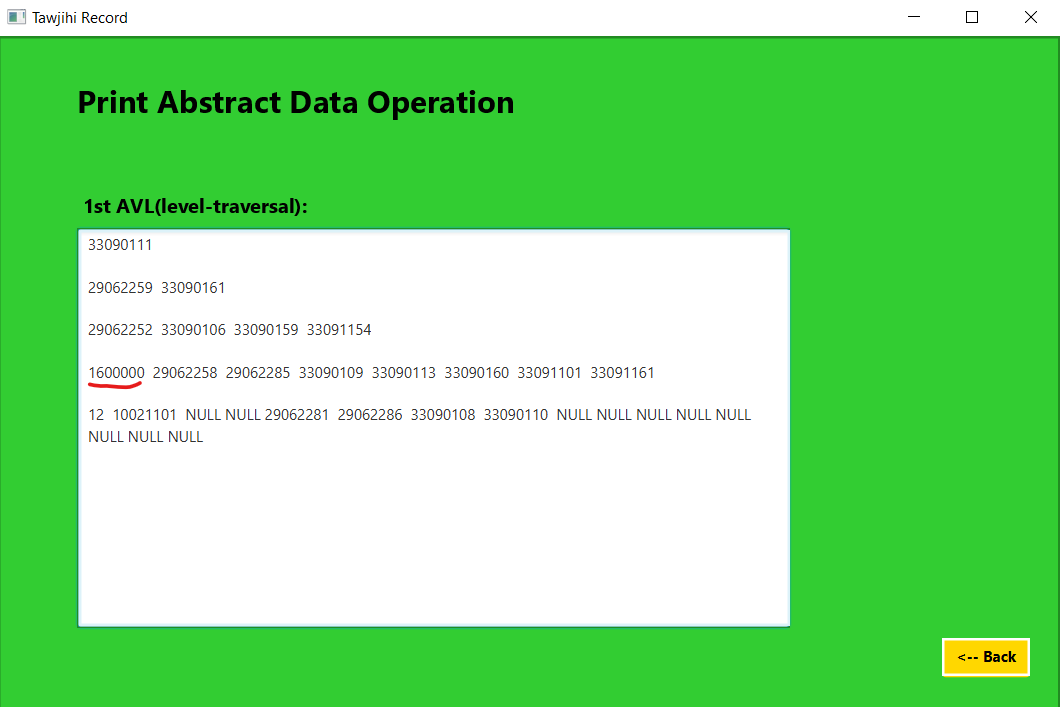 Tawjihi Record
Print Abstract Data Operation
1st AVL(level-traversal):
33090111
29062259 33090161
29062252 33090106 33090159 33091154
1600000 29062258 29062285 33090109 33090113 33090160 33091101 33091161
12 10021101 NULL NULL 29062281 29062286 33090108 33090110 NULL NULL NULL NULL NULL
NULL NULL NULL
<-- Back